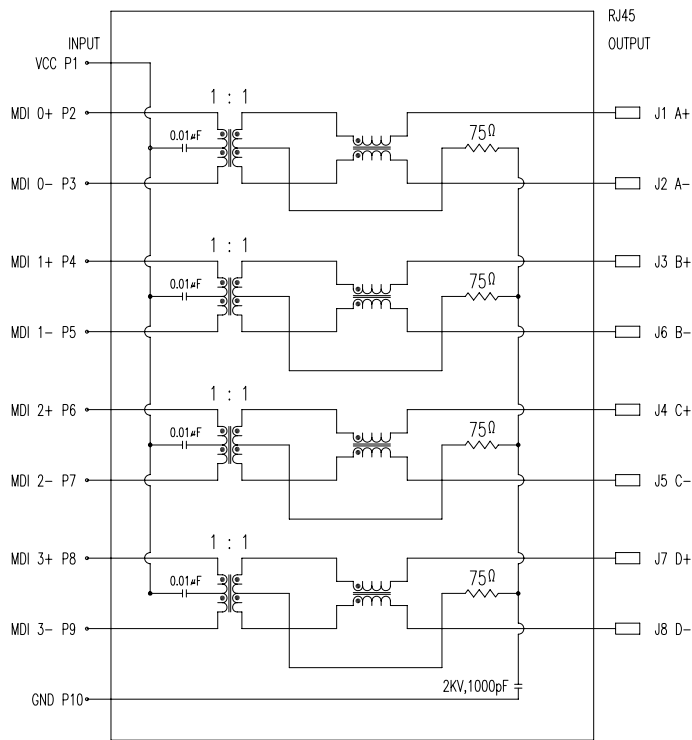 RJ45
INPUT
OUTPUT
VCC P1
1 : 1
MDI 0+ P2
J1 A+
0.01μF
75Ω
MDI 0- P3
J2 A-
1 : 1
MDI 1+ P4
J3 B+
0.01μF
75Ω
MDI 1- P5
J6 B-
1 : 1
MDI 2+ P6
J4 C+
0.01μF
75Ω
MDI 2- P7
J5 C-
1 : 1
MDI 3+ P8
J7 D+
0.01μF
75Ω
MDI 3- P9
J8 D-
2KV,1000pF
GND P10